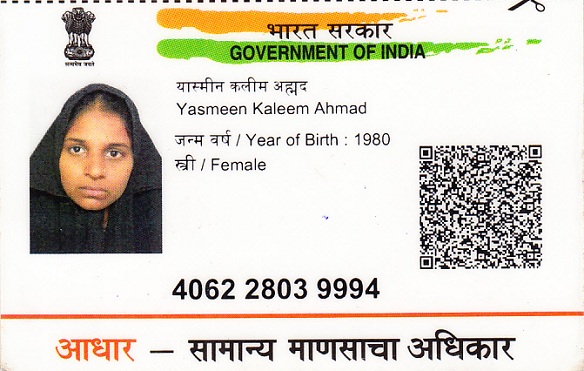 भारत सरकार
GOVERNMENT OF INDIA
सत्यमेव जयते
यास्मीन कलीम अहमद
Yasmeen Kaleem Ahmad
जन्म वर्ष / Year of Birth : 1980
स्त्री / Female
4062 2803 9994
आधार — सामान्य माणसाचा अधिकार